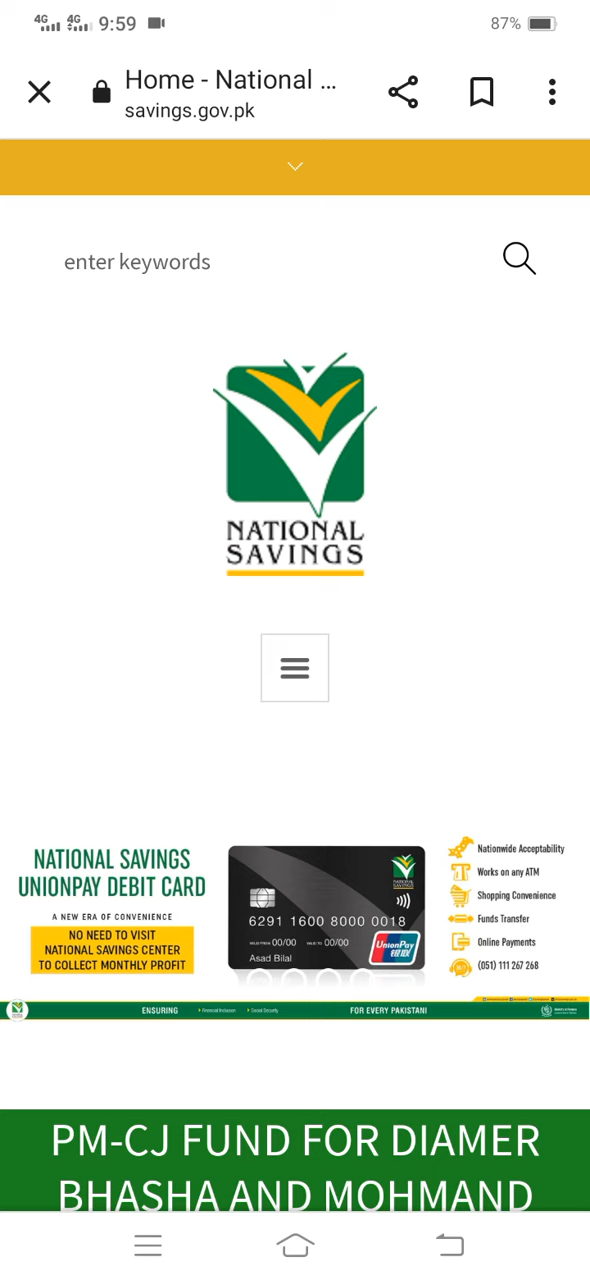 4G 4G 9:59 87%
Home - National ...
savings.gov.pk
enter keywords
NATIONAL
SAVINGS
NATIONAL SAVINGS
UNIONPAY DEBIT CARD
A NEW ERA OF CONVENIENCE
NO NEED TO VISIT
NATIONAL SAVINGS CENTER
TO COLLECT MONTHLY PROFIT
NATIONAL
SAVINGS
6291 1600 8000 0018
VALID FROM 00/00 VALID TO 00/00
Asad Bilal
UnionPay
银联
Nationwide Acceptability
Works on any ATM
Shopping Convenience
Funds Transfer
Online Payments
(051) 111 267 268
ENSURING Financial Inclusion Social Security FOR EVERY PAKISTANI
PM-CJ FUND FOR DIAMER
BHASHA AND MOHMAND